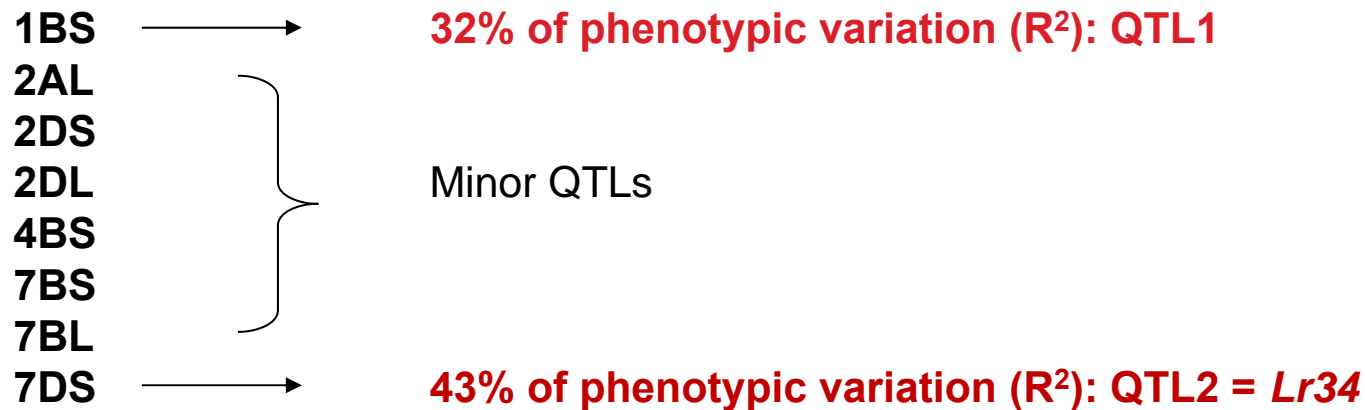 1BS 32% of phenotypic variation (R²): QTL1
2AL
2DS
2DL Minor QTLs
4BS
7BS
7BL
7DS 43% of phenotypic variation (R²): QTL2 = Lr34